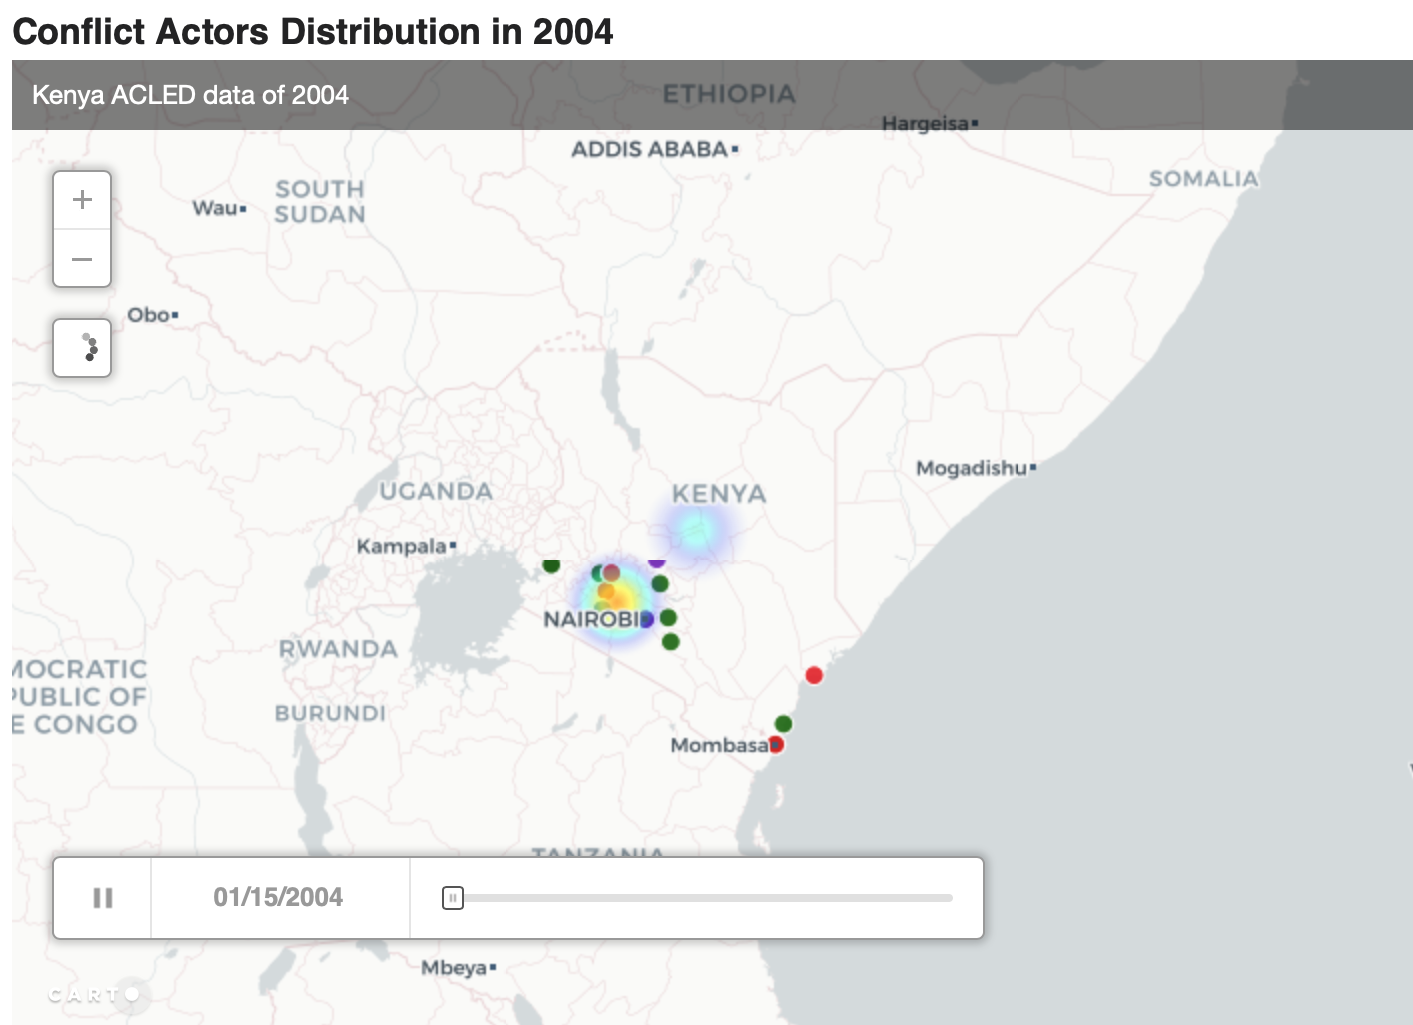 Conflict Actors Distribution in 2004
Kenya ACLED data of 2004
ETHIOPIA
Hargeisa
ADDIS ABABA
SOMALIA
SOUTH
SUDAN
Wau
Obo
Mogadishu
UGANDA
KENYA
Kampala
NAIROBI
RWANDA
MOCRATIC
PUBLIC OF
E CONGO
BURUNDI
Mombasa
TANZANIA
01/15/2004
Mbeya
CARTO